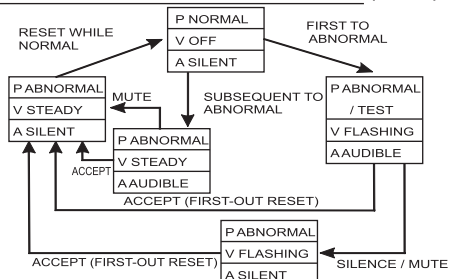 P NORMAL
V OFF
A SILENT
RESET WHILE
NORMAL
FIRST TO
ABNORMAL
P ABNORMAL
V STEADY
A SILENT
MUTE
SUBSEQUENT TO
ABNORMAL
P ABNORMAL
/ TEST
V FLASHING
A AUDIBLE
P ABNORMAL
V STEADY
A AUDIBLE
ACCEPT
ACCEPT (FIRST-OUT RESET)
P ABNORMAL
V FLASHING
A SILENT
ACCEPT (FIRST-OUT RESET)
SILENCE / MUTE